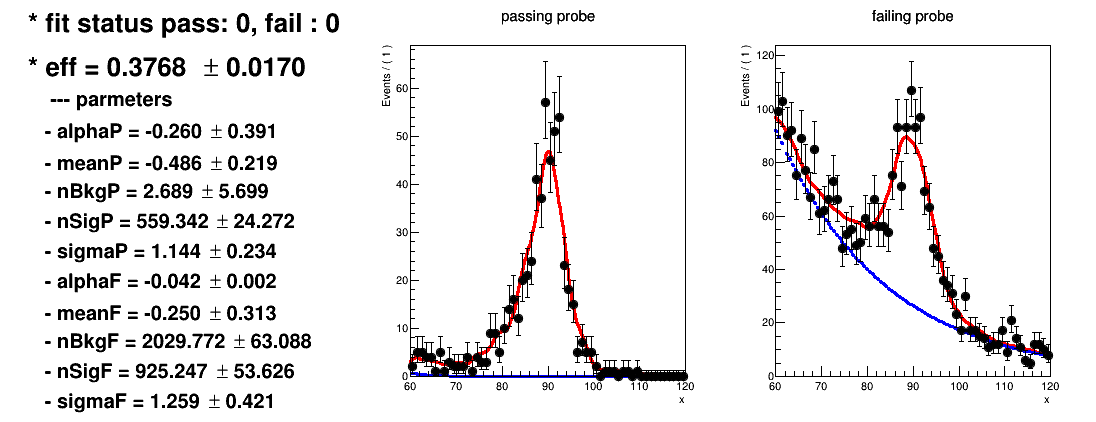 * fit status pass: 0, fail : 0
* eff = 0.3768 ± 0.0170
--- parmeters
- alphaP = -0.260 ± 0.391
- meanP = -0.486 ± 0.219
- nBkgP = 2.689 ± 5.699
- nSigP = 559.342 ± 24.272
- sigmaP = 1.144 ± 0.234
- alphaF = -0.042 ± 0.002
- meanF = -0.250 ± 0.313
- nBkgF = 2029.772 ± 63.088
- nSigF = 925.247 ± 53.626
- sigmaF = 1.259 ± 0.421
passing probe
Events / ( 1 )
60
50
40
30
20
10
0
60 70 80 90 100 110 120
x
failing probe
Events / ( 1 )
120
100
80
60
40
20
0
60 70 80 90 100 110 120
x